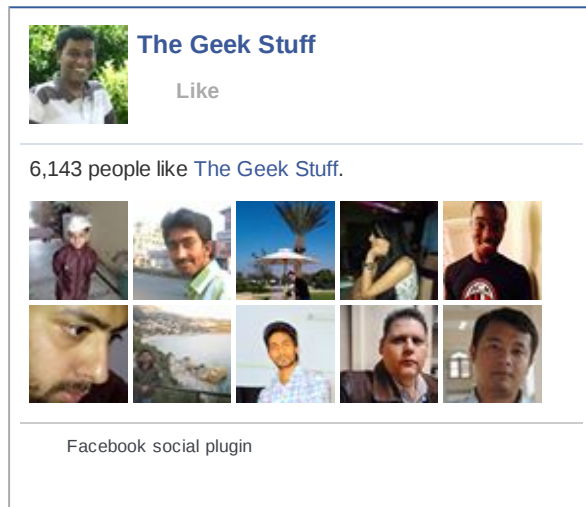 The Geek Stuff
Like
6,143 people like The Geek Stuff.
Facebook social plugin